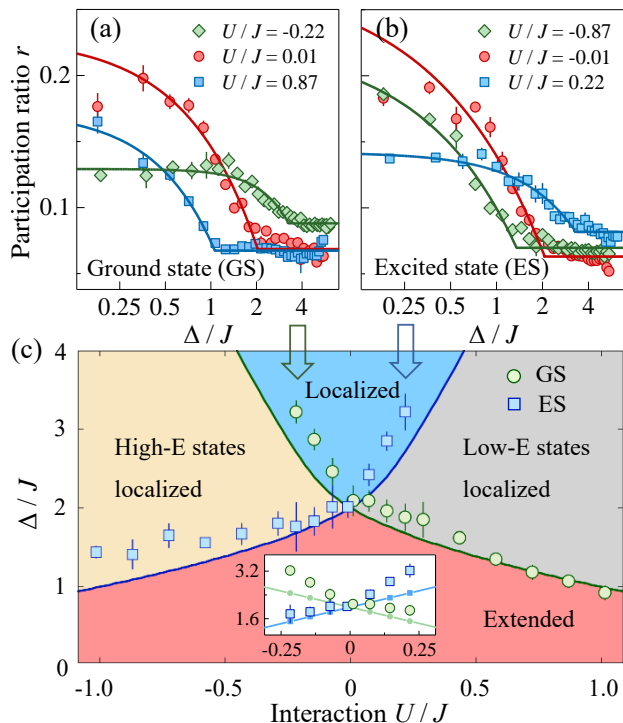 (a)
U / J = -0.22
U / J = 0.01
U / J = 0.87
(b)
U / J = -0.87
U / J = -0.01
U / J = 0.22
Participation ratio r
0.2
0.1
Ground state (GS)
Excited state (ES)
0.25 0.5 1 2 4
0.25 0.5 1 2 4
Δ / J
Δ / J
(c)
4
3
2
1
0
Δ / J
Localized
GS
ES
High-E states
localized
Low-E states
localized
3.2
1.6
-0.25 0 0.25
Extended
-1.0 -0.5 0 0.5 1.0
Interaction U / J